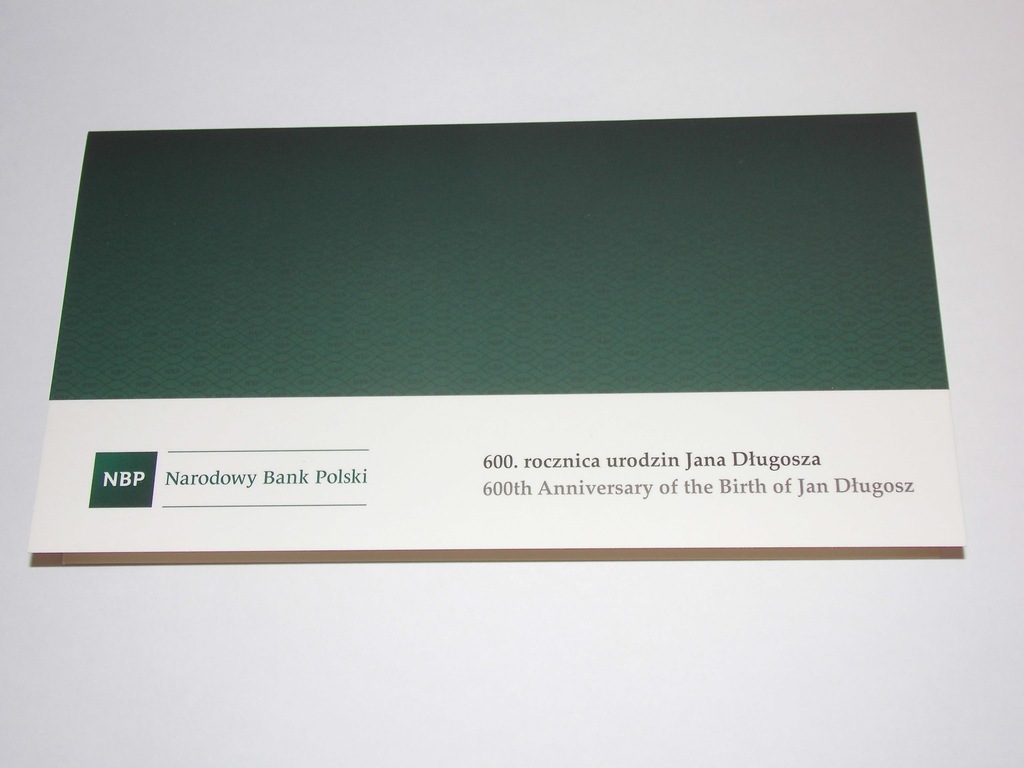 NBP
Narodowy Bank Polski
600. rocznica urodzin Jana Długosza
600th Anniversary of the Birth of Jan Długosz